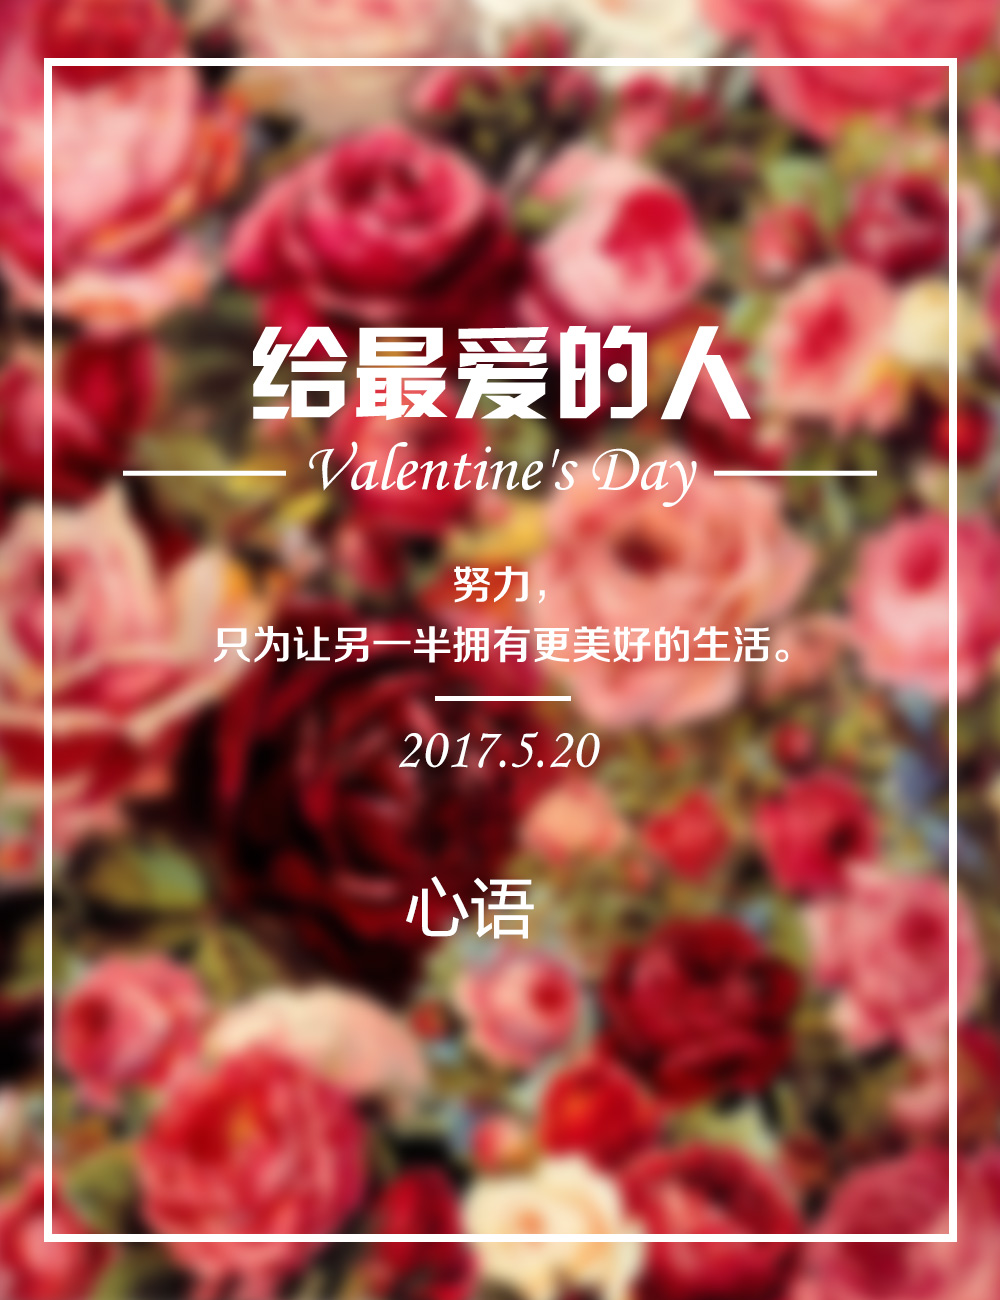 给最爱的人
Valentine's Day
努力，
只为让另一半拥有更美好的生活。
2017.5.20
心语